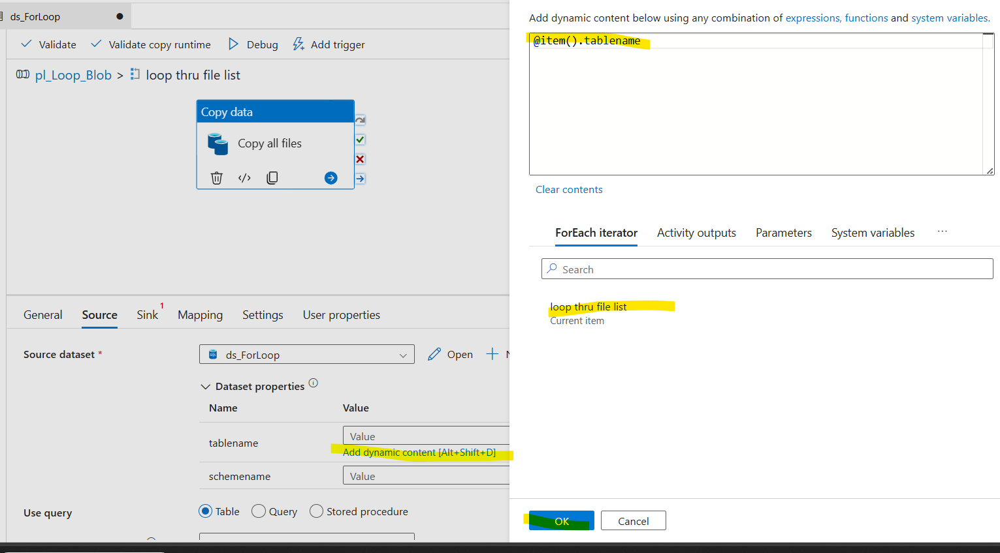 ds_ForLoop
Validate
Validate copy runtime
Debug
Add trigger
pl_Loop_Blob > loop thru file list
Copy data
Copy all files
General
Source
Sink 1
Mapping
Settings
User properties
Source dataset *
ds_ForLoop
Open
N
Dataset properties
Name
Value
tablename
Value
Add dynamic content [Alt+Shift+D]
schemename
Value
Use query
Table
Query
Stored procedure
Add dynamic content below using any combination of expressions, functions and system variables.
@item().tablename
Clear contents
ForEach iterator
Activity outputs
Parameters
System variables
...
Search
loop thru file list
Current item
OK
Cancel